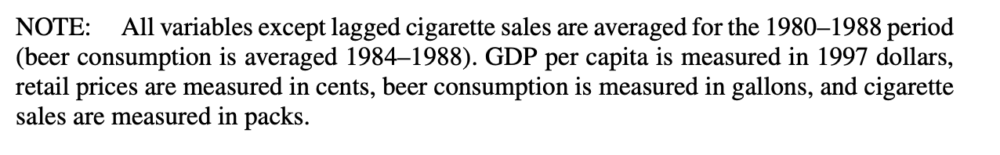 NOTE: All variables except lagged cigarette sales are averaged for the 1980–1988 period
(beer consumption is averaged 1984–1988). GDP per capita is measured in 1997 dollars,
retail prices are measured in cents, beer consumption is measured in gallons, and cigarette
sales are measured in packs.